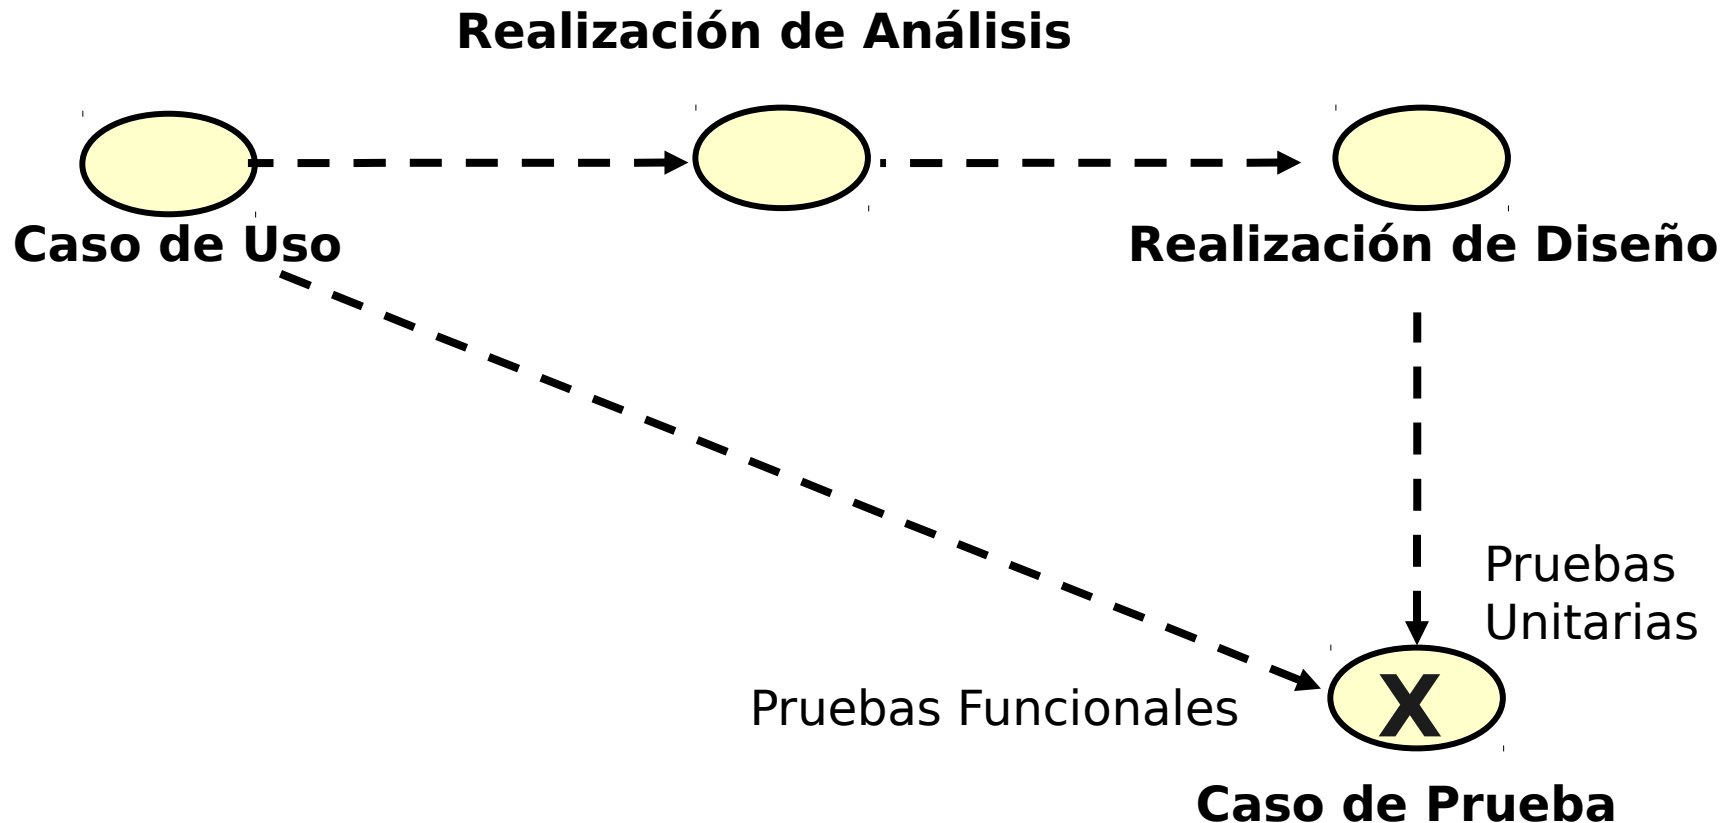 Realización de Análisis
Caso de Uso
Realización de Diseño
Pruebas
Unitarias
Pruebas Funcionales
X
Caso de Prueba